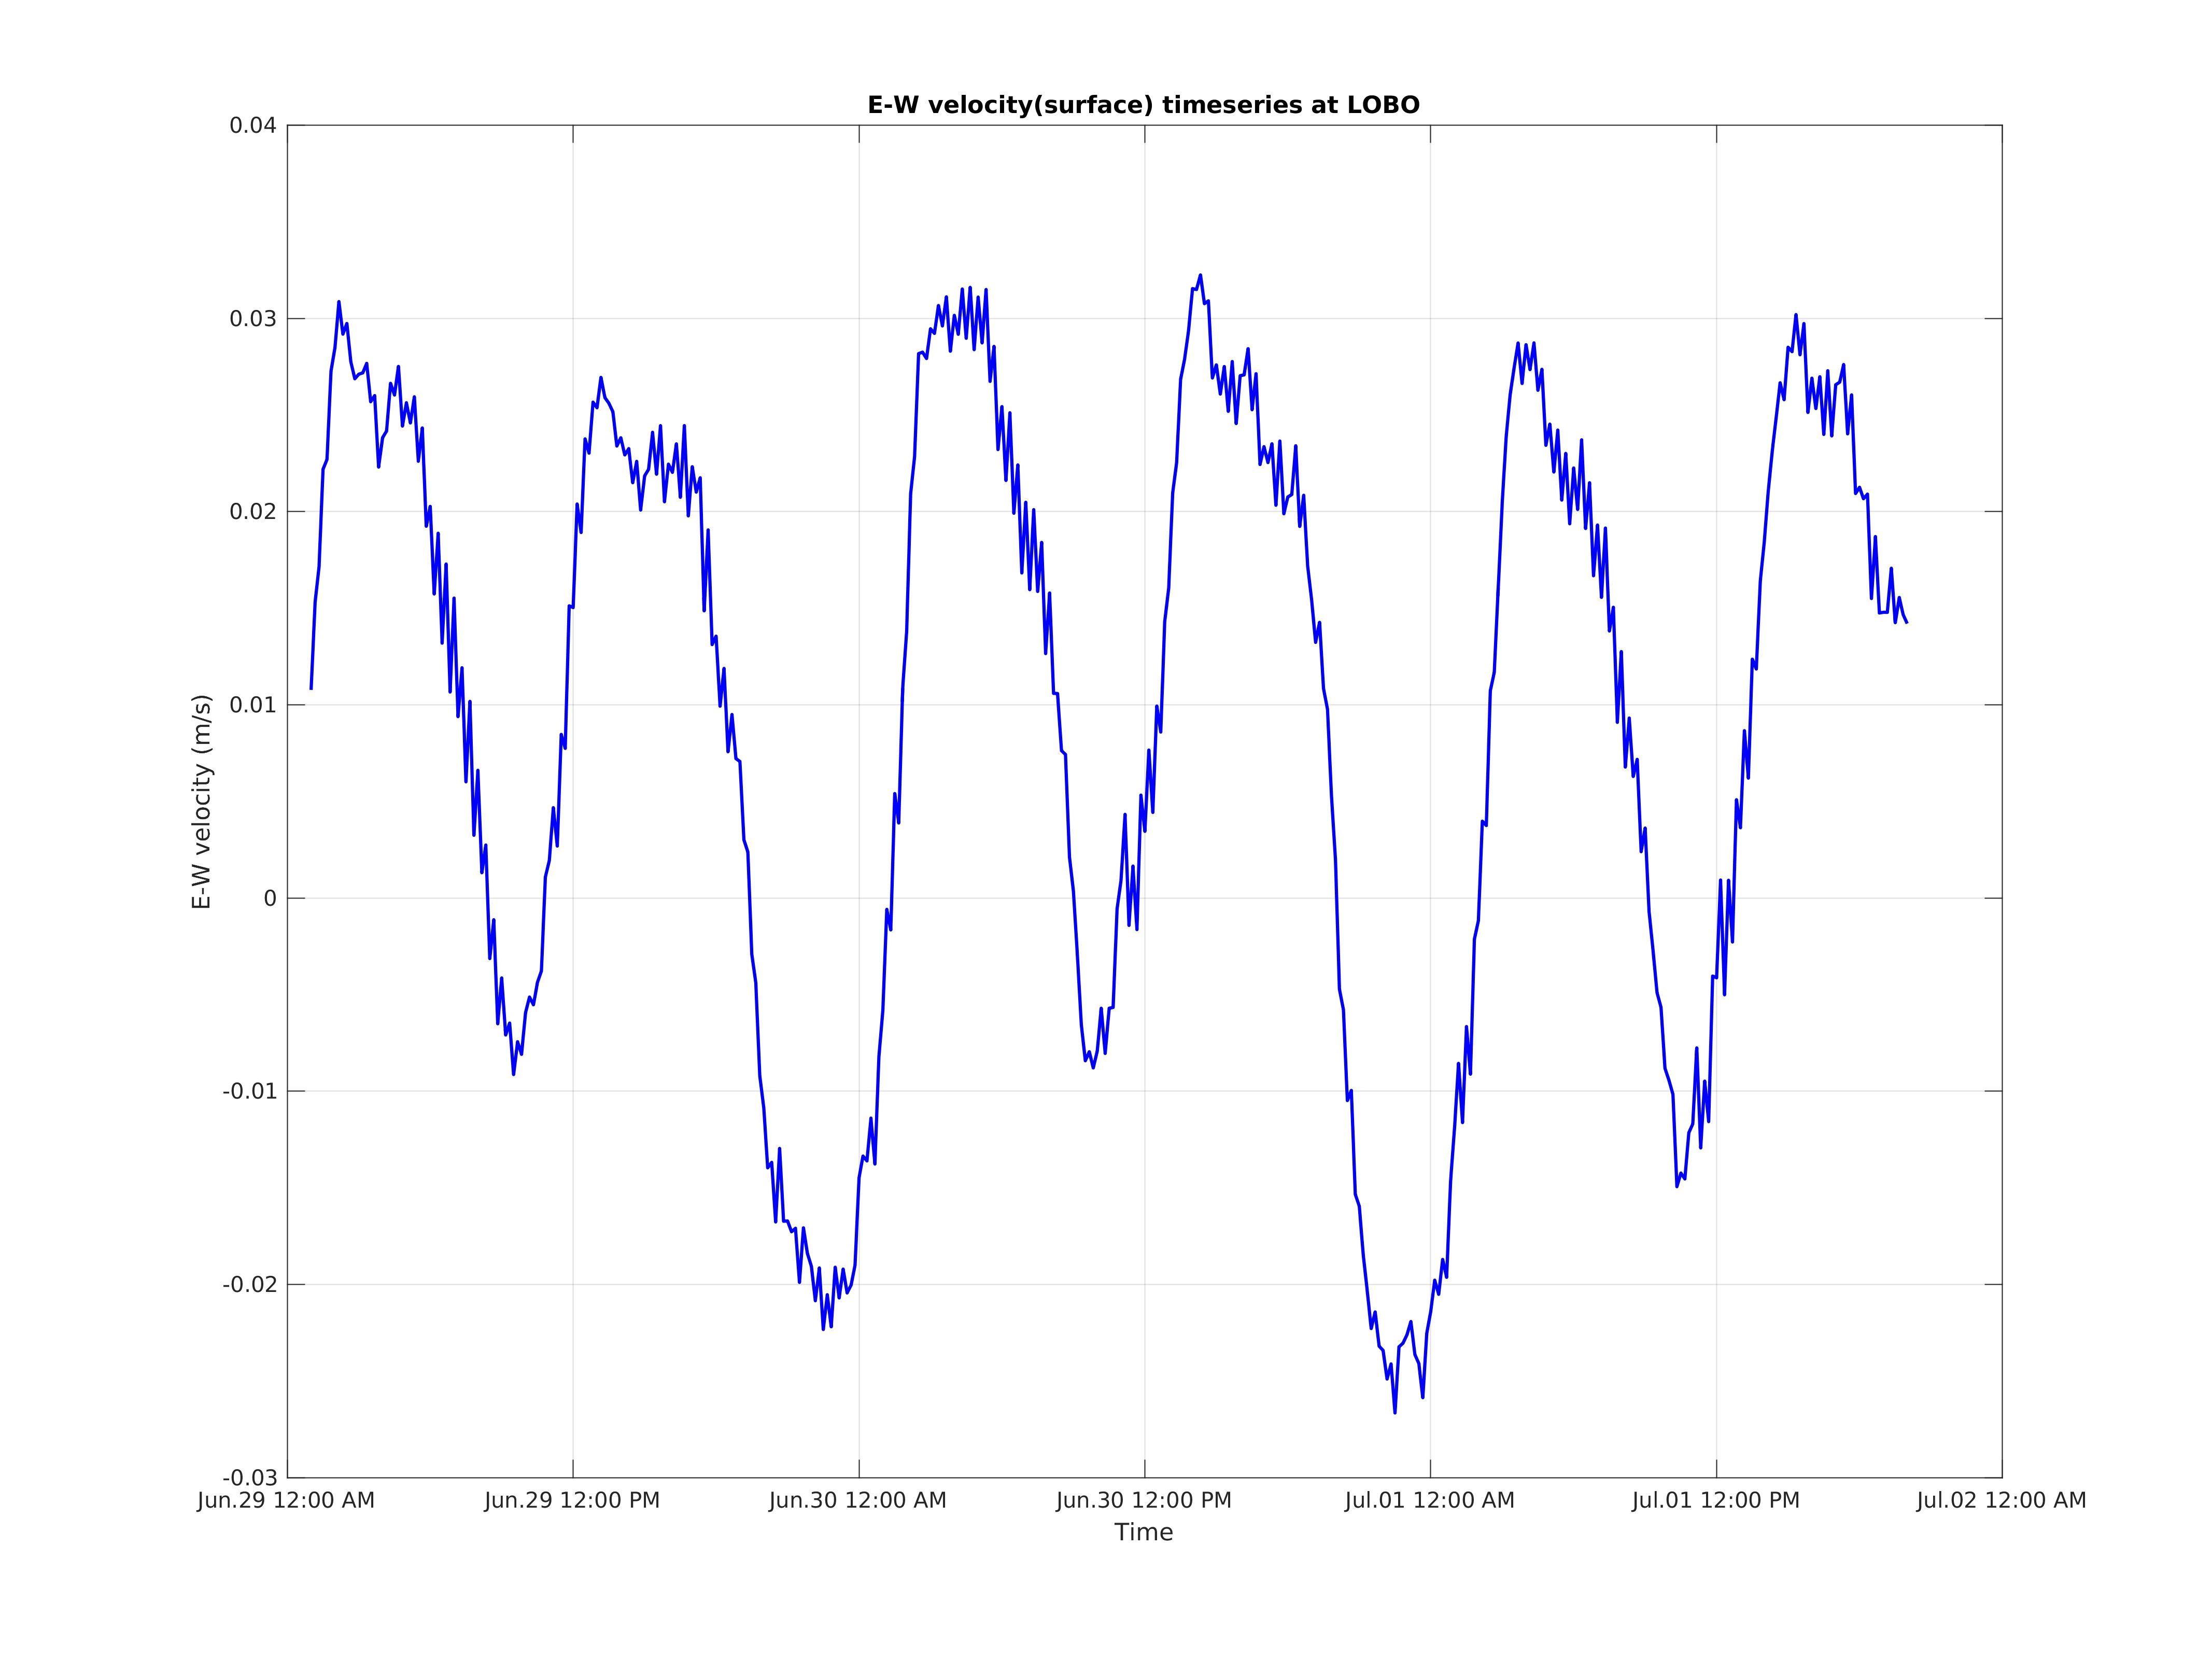 E-W velocity(surface) timeseries at LOBO
0.04
0.03
0.02
0.01
0
-0.01
-0.02
-0.03
E-W velocity (m/s)
Jun.29 12:00 AM Jun.29 12:00 PM Jun.30 12:00 AM Jun.30 12:00 PM Jul.01 12:00 AM Jul.01 12:00 PM Jul.02 12:00 AM
Time